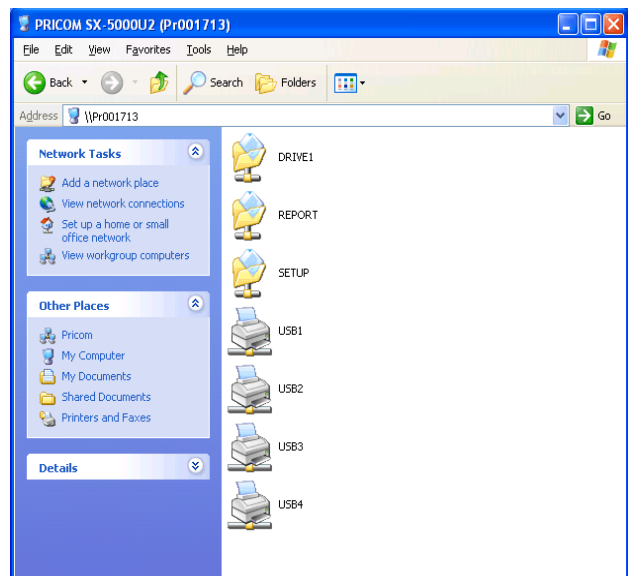 PRICOM SX-5000U2 (Pr001713)
File Edit View Favorites Tools Help
Back Search Folders
Address \\Pr001713 Go
Network Tasks
Add a network place
View network connections
Set up a home or small
office network
View workgroup computers
Other Places
Pricom
My Computer
My Documents
Shared Documents
Printers and Faxes
Details
DRIVE1
REPORT
SETUP
USB1
USB2
USB3
USB4